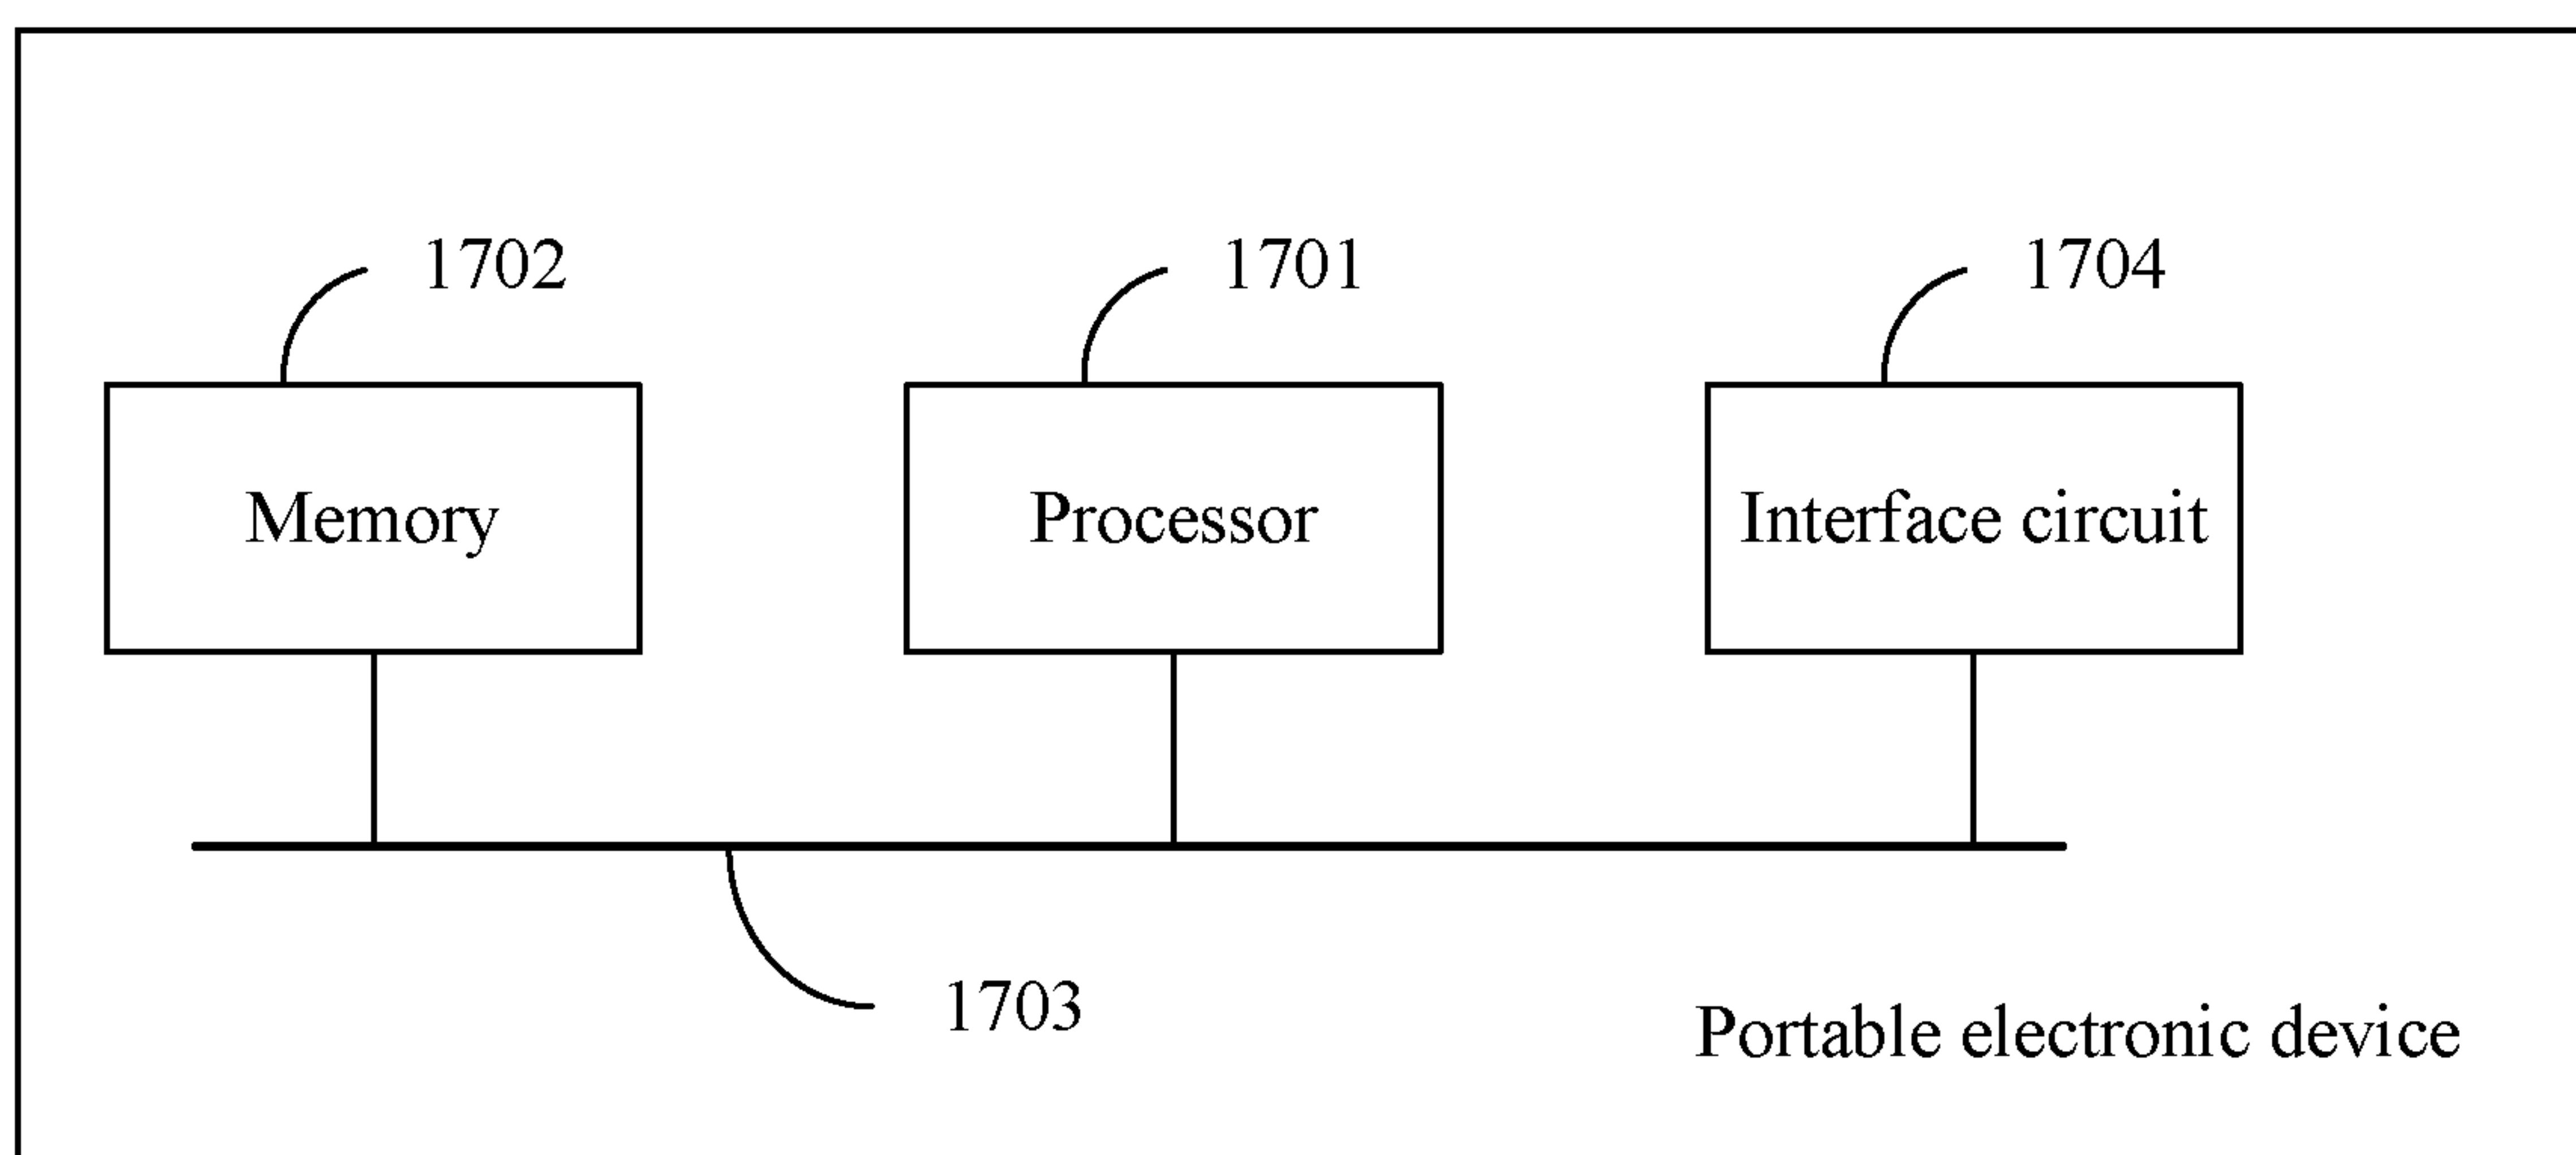 1702
1701
1704
Memory
Processor
Interface circuit
1703
Portable electronic device